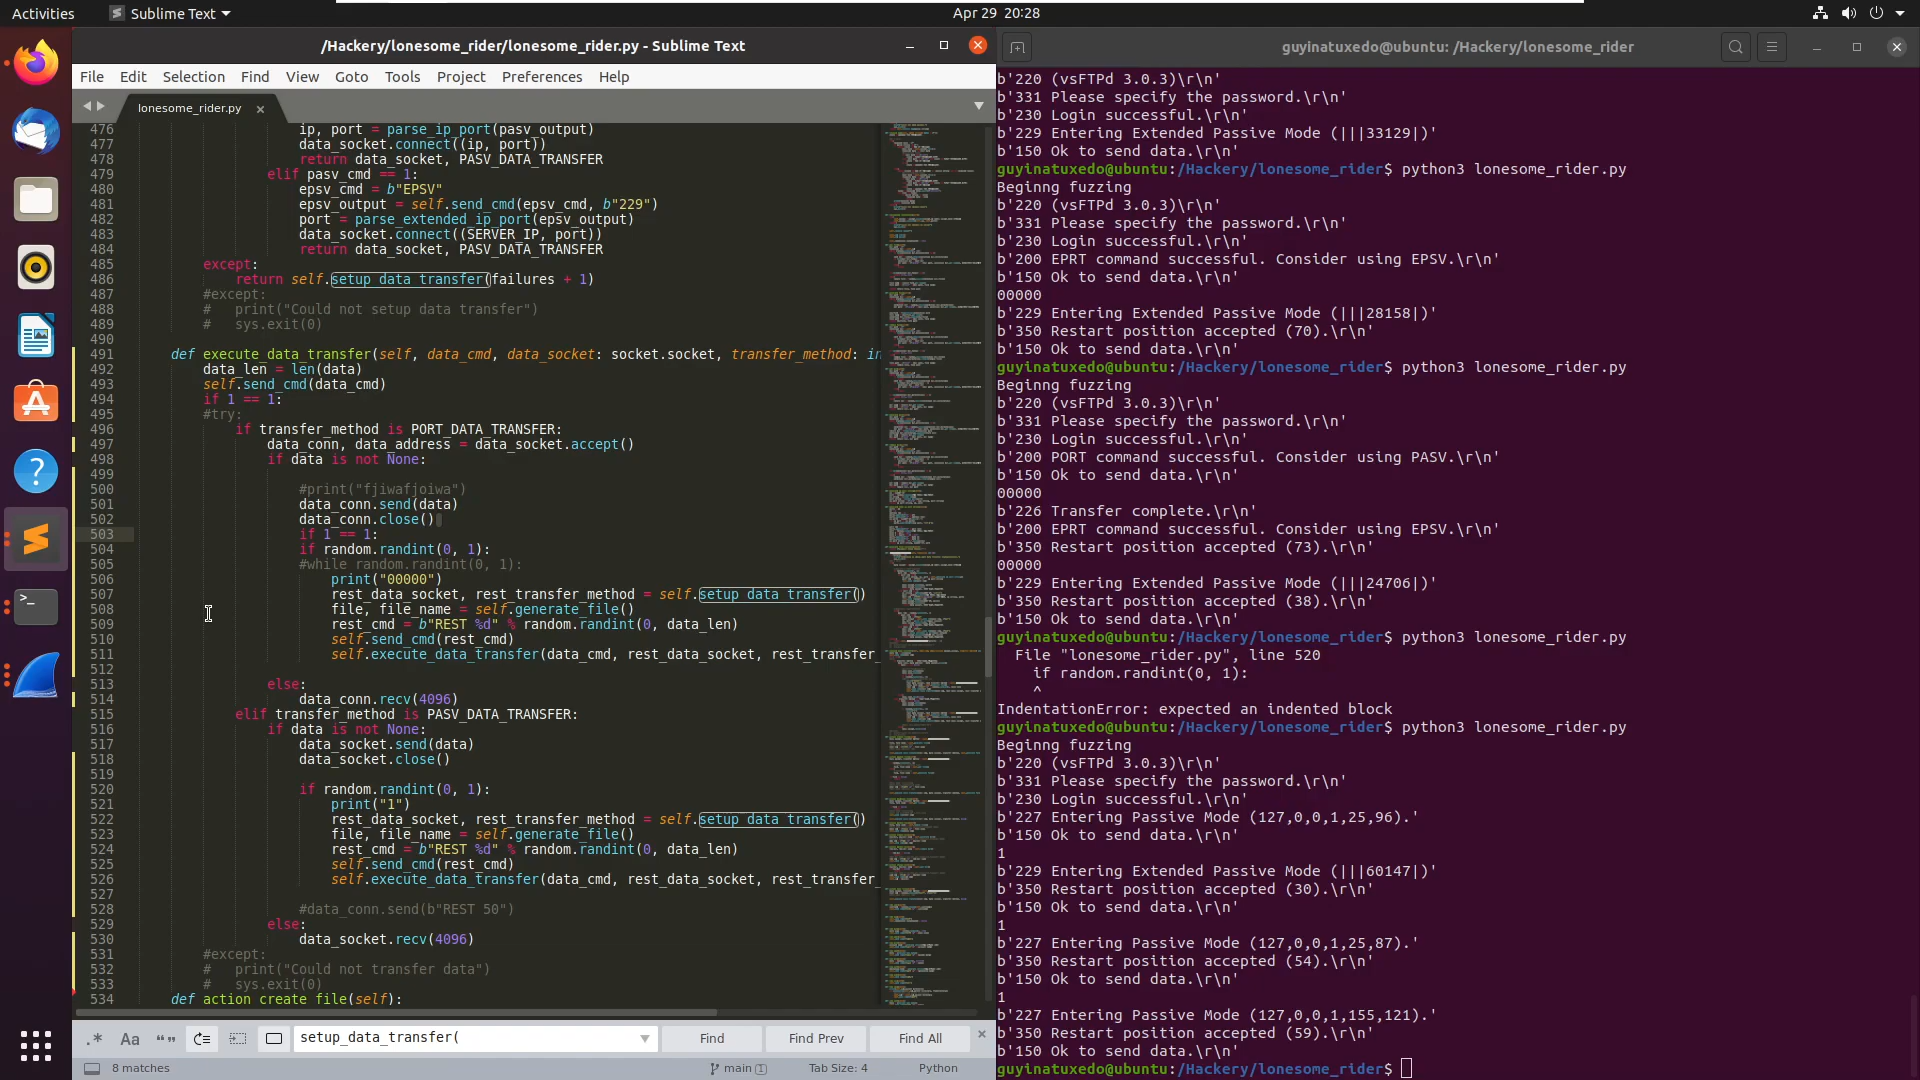 Activities
Sublime Text
Apr 29 20:28
/Hackery/lonesome_rider/lonesome_rider.py - Sublime Text
File Edit Selection Find View Goto Tools Project Preferences Help
lonesome_rider.py
476 ip, port = parse_ip_port(pasv_output)
477 data_socket.connect((ip, port))
478 return data_socket, PASV_DATA_TRANSFER
479 elif pasv_cmd == 1:
480 epsv_cmd = b"EPSV"
481 epsv_output = self.send_cmd(epsv_cmd, b"229")
482 port = parse_extended_ip_port(epsv_output)
483 data_socket.connect((SERVER_IP, port))
484 return data_socket, PASV_DATA_TRANSFER
485 except:
486 return self.setup_data_transfer(failures + 1)
487 #except:
488 # print("Could not setup data transfer")
489 # sys.exit(0)
490
491 def execute_data_transfer(self, data_cmd, data_socket: socket.socket, transfer_method: in
492 data_len = len(data)
493 self.send_cmd(data_cmd)
494 if 1 == 1:
495 #try:
496 if transfer_method is PORT_DATA_TRANSFER:
497 data_conn, data_address = data_socket.accept()
498 if data is not None:
499
500 #print("fjiwafjoiwa")
501 data_conn.send(data)
502 data_conn.close()
503 if 1 == 1:
504 if random.randint(0, 1):
505 #while random.randint(0, 1):
506 print("00000")
507 rest_data_socket, rest_transfer_method = self.setup_data_transfer()
508 file, file_name = self.generate_file()
509 rest_cmd = b"REST %d" % random.randint(0, data_len)
510 self.send_cmd(rest_cmd)
511 self.execute_data_transfer(data_cmd, rest_data_socket, rest_transfer_
512
513 else:
514 data_conn.recv(4096)
515 elif transfer_method is PASV_DATA_TRANSFER:
516 if data is not None:
517 data_socket.send(data)
518 data_socket.close()
519
520 if random.randint(0, 1):
521 print("1")
522 rest_data_socket, rest_transfer_method = self.setup_data_transfer()
523 file, file_name = self.generate_file()
524 rest_cmd = b"REST %d" % random.randint(0, data_len)
525 self.send_cmd(rest_cmd)
526 self.execute_data_transfer(data_cmd, rest_data_socket, rest_transfer_
527
528 #data_conn.send(b"REST 50")
529 else:
530 data_socket.recv(4096)
531 #except:
532 # print("Could not transfer data")
533 # sys.exit(0)
534 def action_create_file(self):
.* Aa “” setup_data_transfer( Find Find Prev Find All
8 matches
main 1
Tab Size: 4
Python
guyinatuxedo@ubuntu: /Hackery/lonesome_rider
b'220 (vsFTPd 3.0.3)\r\n'
b'331 Please specify the password.\r\n'
b'230 Login successful.\r\n'
b'229 Entering Extended Passive Mode (|||33129|)'
b'150 Ok to send data.\r\n'
guyinatuxedo@ubuntu:/Hackery/lonesome_rider$ python3 lonesome_rider.py
Beginng fuzzing
b'220 (vsFTPd 3.0.3)\r\n'
b'331 Please specify the password.\r\n'
b'230 Login successful.\r\n'
b'200 EPRT command successful. Consider using EPSV.\r\n'
b'150 Ok to send data.\r\n'
00000
b'229 Entering Extended Passive Mode (|||28158|)'
b'350 Restart position accepted (70).\r\n'
b'150 Ok to send data.\r\n'
guyinatuxedo@ubuntu:/Hackery/lonesome_rider$ python3 lonesome_rider.py
Beginng fuzzing
b'220 (vsFTPd 3.0.3)\r\n'
b'331 Please specify the password.\r\n'
b'230 Login successful.\r\n'
b'200 PORT command successful. Consider using PASV.\r\n'
b'150 Ok to send data.\r\n'
00000
b'226 Transfer complete.\r\n'
b'200 EPRT command successful. Consider using EPSV.\r\n'
b'350 Restart position accepted (73).\r\n'
00000
b'229 Entering Extended Passive Mode (|||24706|)'
b'350 Restart position accepted (38).\r\n'
b'150 Ok to send data.\r\n'
guyinatuxedo@ubuntu:/Hackery/lonesome_rider$ python3 lonesome_rider.py
File "lonesome_rider.py", line 520
if random.randint(0, 1):
^
IndentationError: expected an indented block
guyinatuxedo@ubuntu:/Hackery/lonesome_rider$ python3 lonesome_rider.py
Beginng fuzzing
b'220 (vsFTPd 3.0.3)\r\n'
b'331 Please specify the password.\r\n'
b'230 Login successful.\r\n'
b'227 Entering Passive Mode (127,0,0,1,25,96).'
b'150 Ok to send data.\r\n'
1
b'229 Entering Extended Passive Mode (|||60147|)'
b'350 Restart position accepted (30).\r\n'
b'150 Ok to send data.\r\n'
1
b'227 Entering Passive Mode (127,0,0,1,25,87).'
b'350 Restart position accepted (54).\r\n'
b'150 Ok to send data.\r\n'
1
b'227 Entering Passive Mode (127,0,0,1,155,121).'
b'350 Restart position accepted (59).\r\n'
b'150 Ok to send data.\r\n'
guyinatuxedo@ubuntu:/Hackery/lonesome_rider$